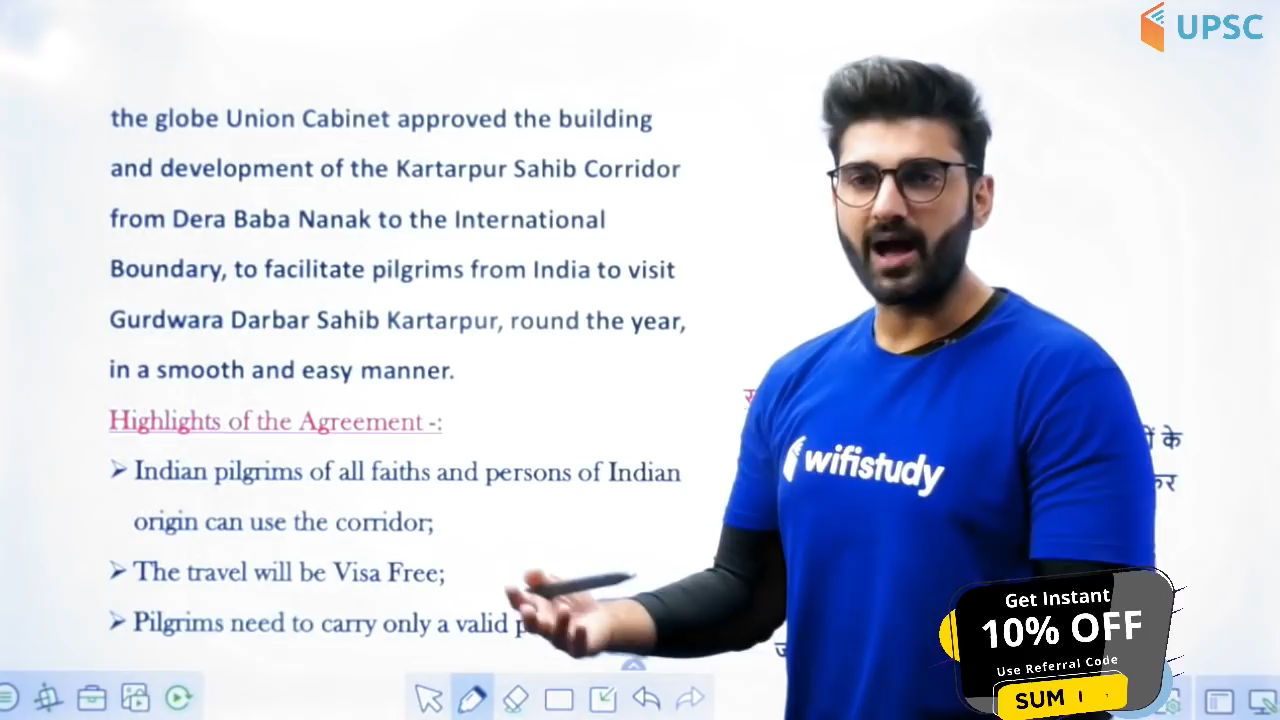 UPSC
the globe Union Cabinet approved the building
and development of the Kartarpur Sahib Corridor
from Dera Baba Nanak to the International
Boundary, to facilitate pilgrims from India to visit
Gurdwara Darbar Sahib Kartarpur, round the year,
in a smooth and easy manner.
Highlights of the Agreement -:
➢ Indian pilgrims of all faiths and persons of Indian
origin can use the corridor;
➢ The travel will be Visa Free;
➢ Pilgrims need to carry only a valid
के
wifistudy
Get Instant
10% OFF
Use Referral Code
SUM